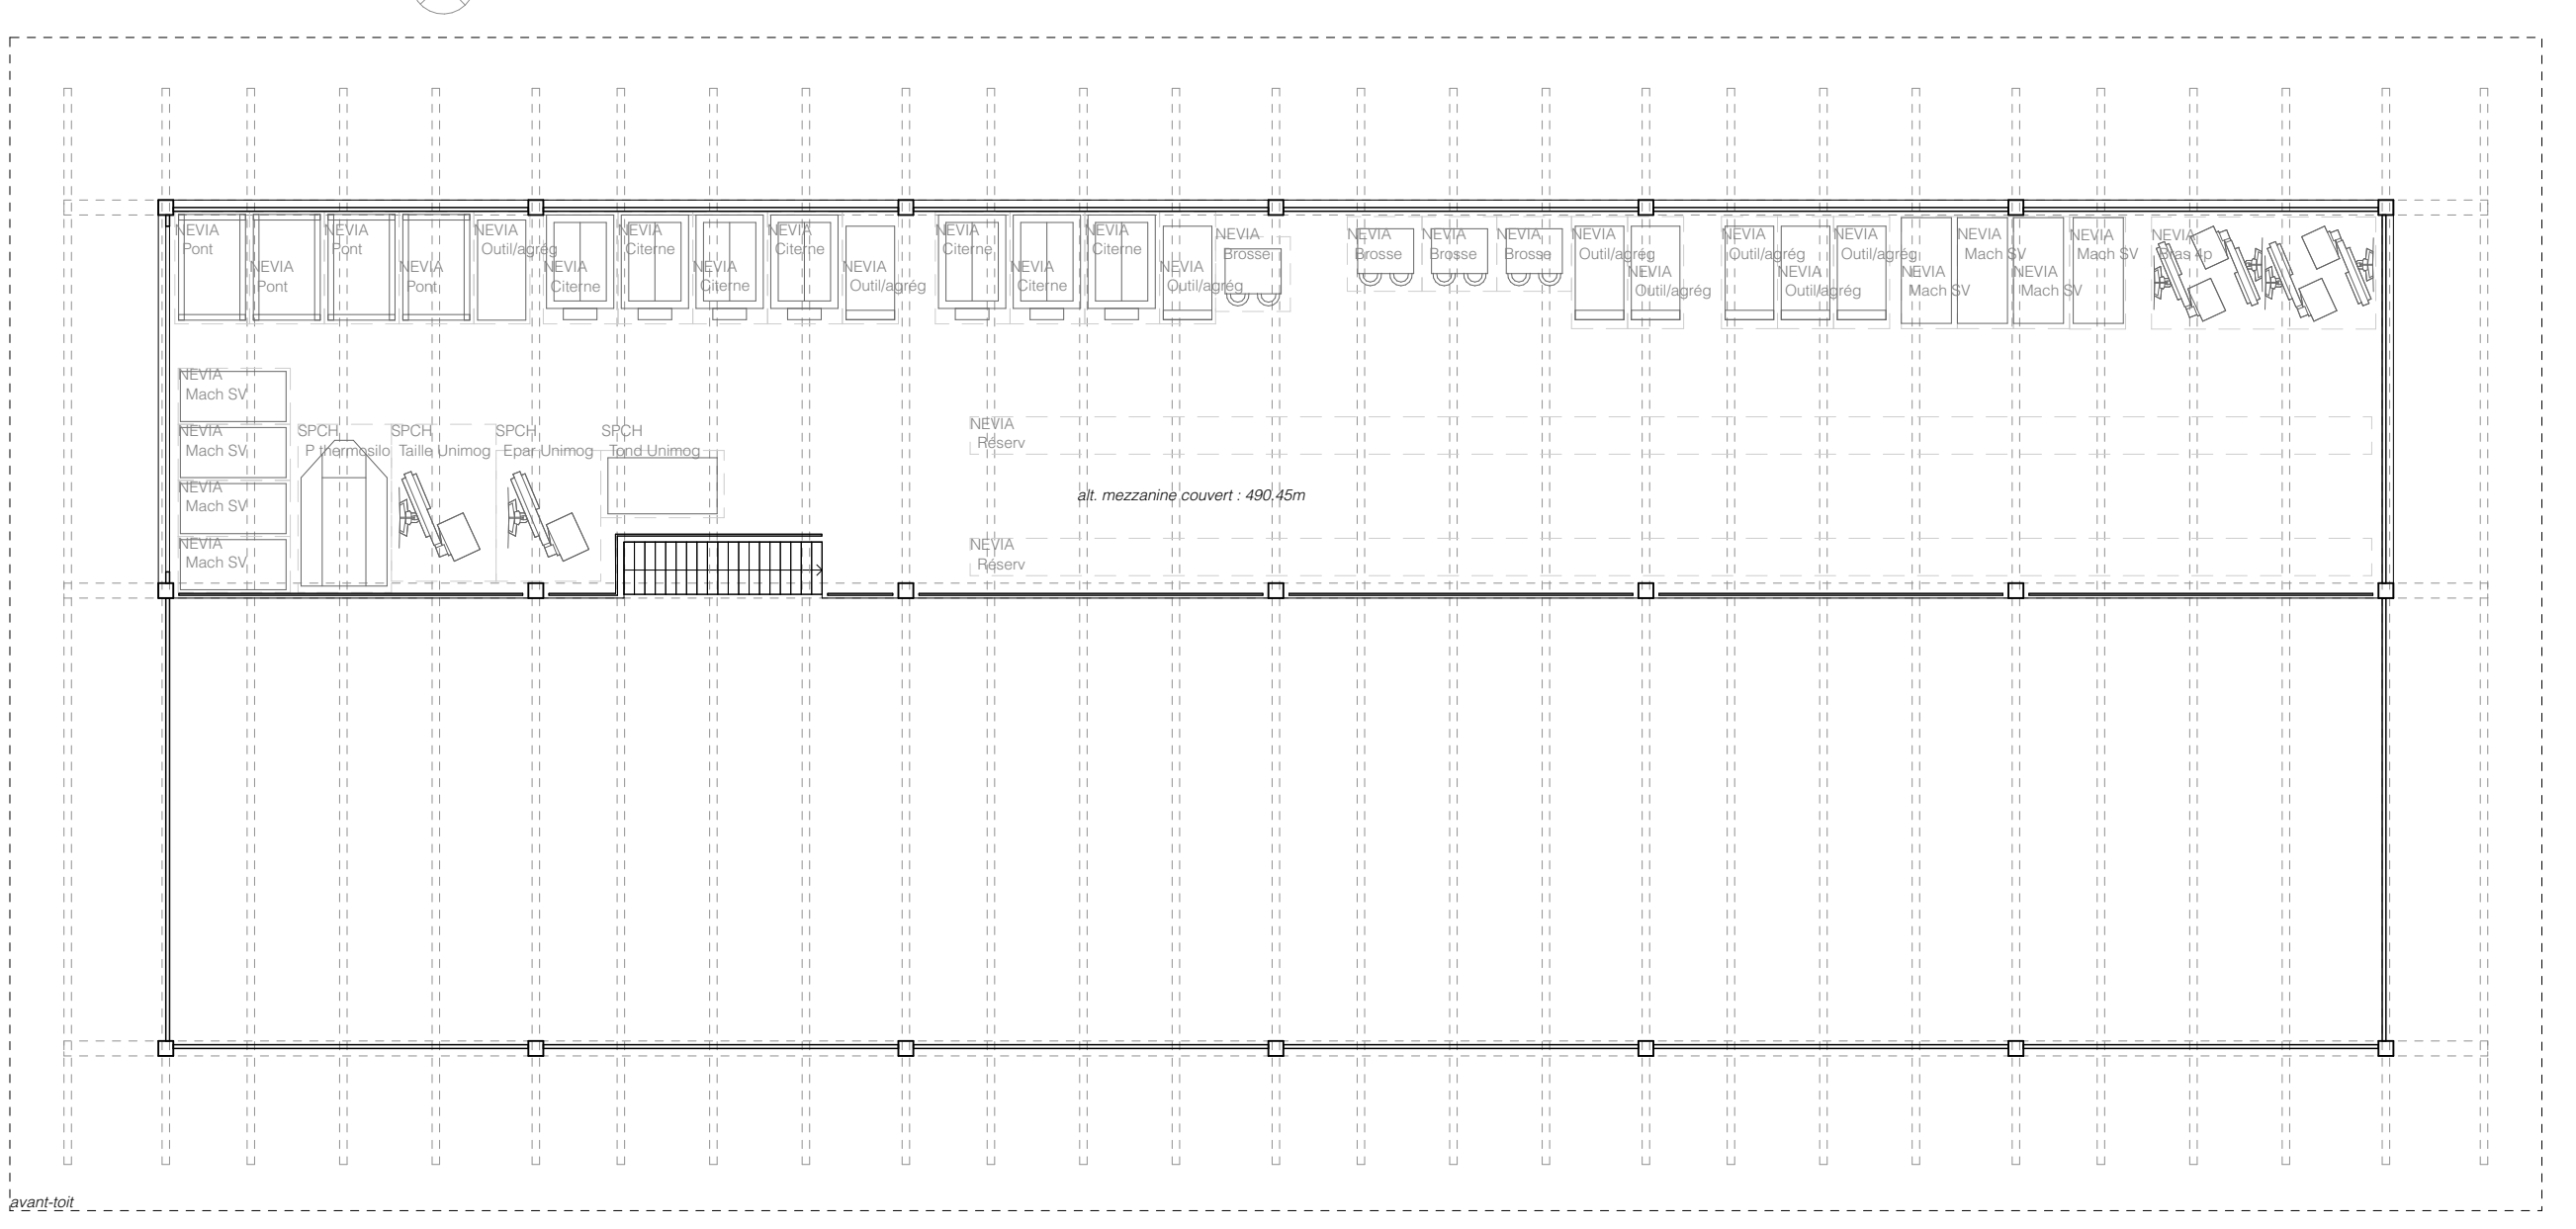 NEVIA
Pont
NEVIA
Pont
NEVIA
Pont
NEVIA
Pont
NEVIA
Outil/agrég
NEVIA
Citerne
NEVIA
Citerne
NEVIA
Citerne
NEVIA
Citerne
NEVIA
Outil/agrég
NEVIA
Citerne
NEVIA
Citerne
NEVIA
Citerne
NEVIA
Outil/agrég
NEVIA
Brosse
NEVIA
Brosse
NEVIA
Brosse
NEVIA
Brosse
NEVIA
Outil/agrég
NEVIA
Outil/agrég
NEVIA
Outil/agrég
NEVIA
Outil/agrég
NEVIA
Outil/agrég
NEVIA
Mach SV
NEVIA
Mach SV
NEVIA
Mach SV
NEVIA
Mach SV
NEVIA
Bras 4p
NEVIA
Mach SV
NEVIA
Mach SV
NEVIA
Mach SV
NEVIA
Mach SV
SPCH
P thermosilo
SPCH
Taille Unimog
SPCH
Epar Unimog
SPCH
Tond Unimog
NEVIA
Réserv
alt. mezzanine couvert : 490.45m
NEVIA
Réserv
avant-toit